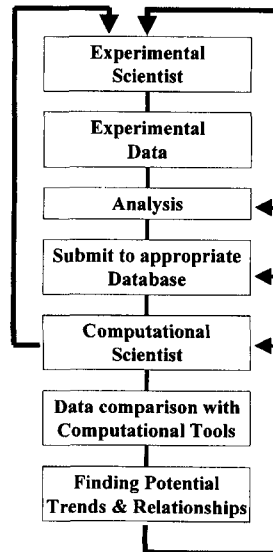 Experimental
Scientist
Experimental
Data
Analysis
Submit to appropriate
Database
Computational
Scientist
Data comparison with
Computational Tools
Finding Potential
Trends & Relationships